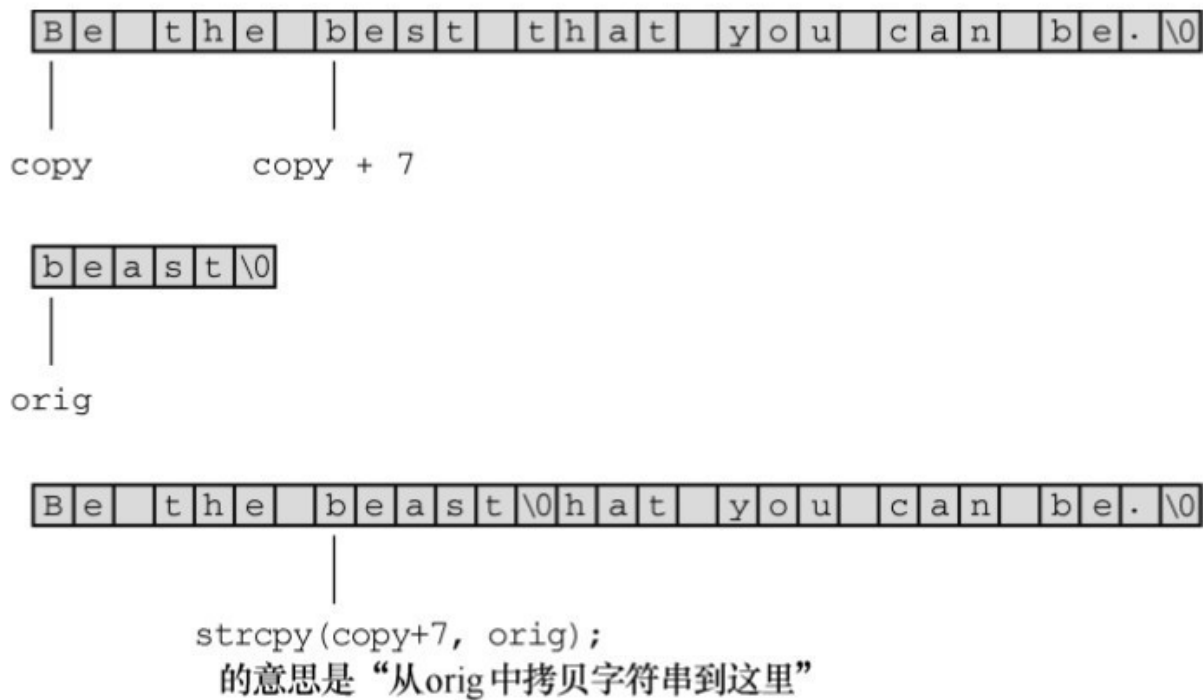 Be the best that you can be.\0
copy copy + 7
beast\0
orig
Be the beast\0hat you can be.\0
strcpy(copy+7, orig);
的意思是“从orig中拷贝字符串到这里”